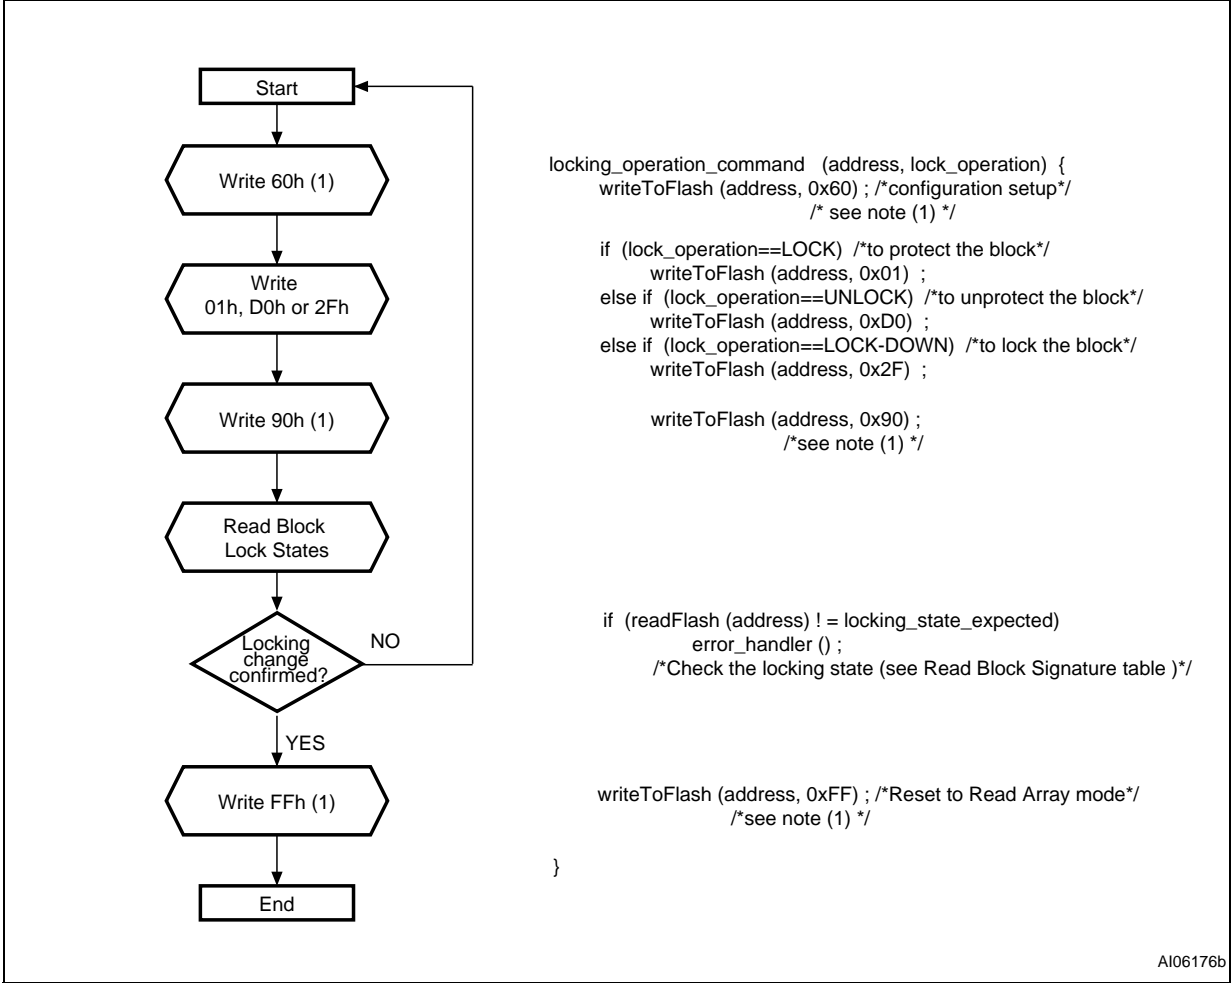 Start
Write 60h (1)
Write
01h, D0h or 2Fh
Write 90h (1)
Read Block
Lock States
Locking
change
confirmed?
NO
YES
Write FFh (1)
End
locking_operation_command (address, lock_operation) {
writeToFlash (address, 0x60) ; /*configuration setup*/
/* see note (1) */
if (lock_operation==LOCK) /*to protect the block*/
writeToFlash (address, 0x01) ;
else if (lock_operation==UNLOCK) /*to unprotect the block*/
writeToFlash (address, 0xD0) ;
else if (lock_operation==LOCK-DOWN) /*to lock the block*/
writeToFlash (address, 0x2F) ;
writeToFlash (address, 0x90) ;
/*see note (1) */
if (readFlash (address) ! = locking_state_expected)
error_handler () ;
/*Check the locking state (see Read Block Signature table )*/
writeToFlash (address, 0xFF) ; /*Reset to Read Array mode*/
/*see note (1) */
}
AI06176b